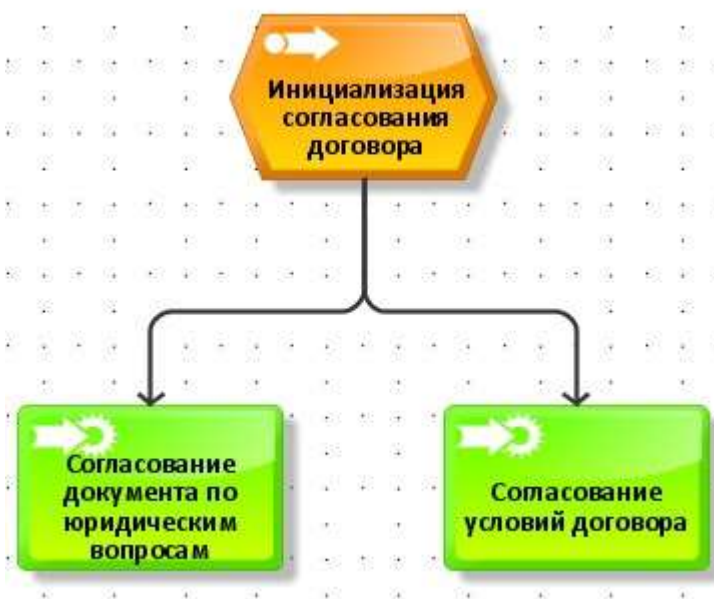 Инициализация
согласования
договора
Согласование
документа по
юридическим
вопросам
Согласование
условий договора